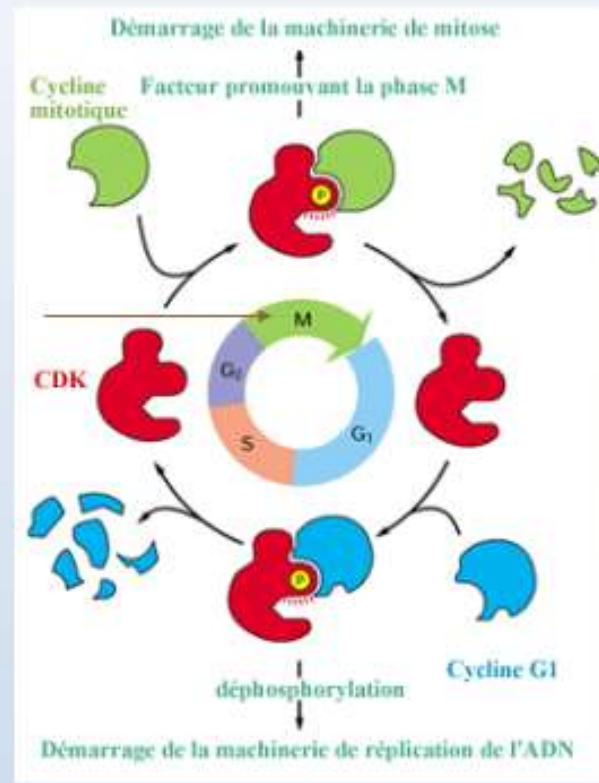 Démarrage de la machinerie de mitose
Cycline
mitotique
Facteur promouvant la phase M
P
M
CDK
G₂
G₁
S
P
Cycline G1
déphosphorylation
Démarrage de la machinerie de réplication de l'ADN